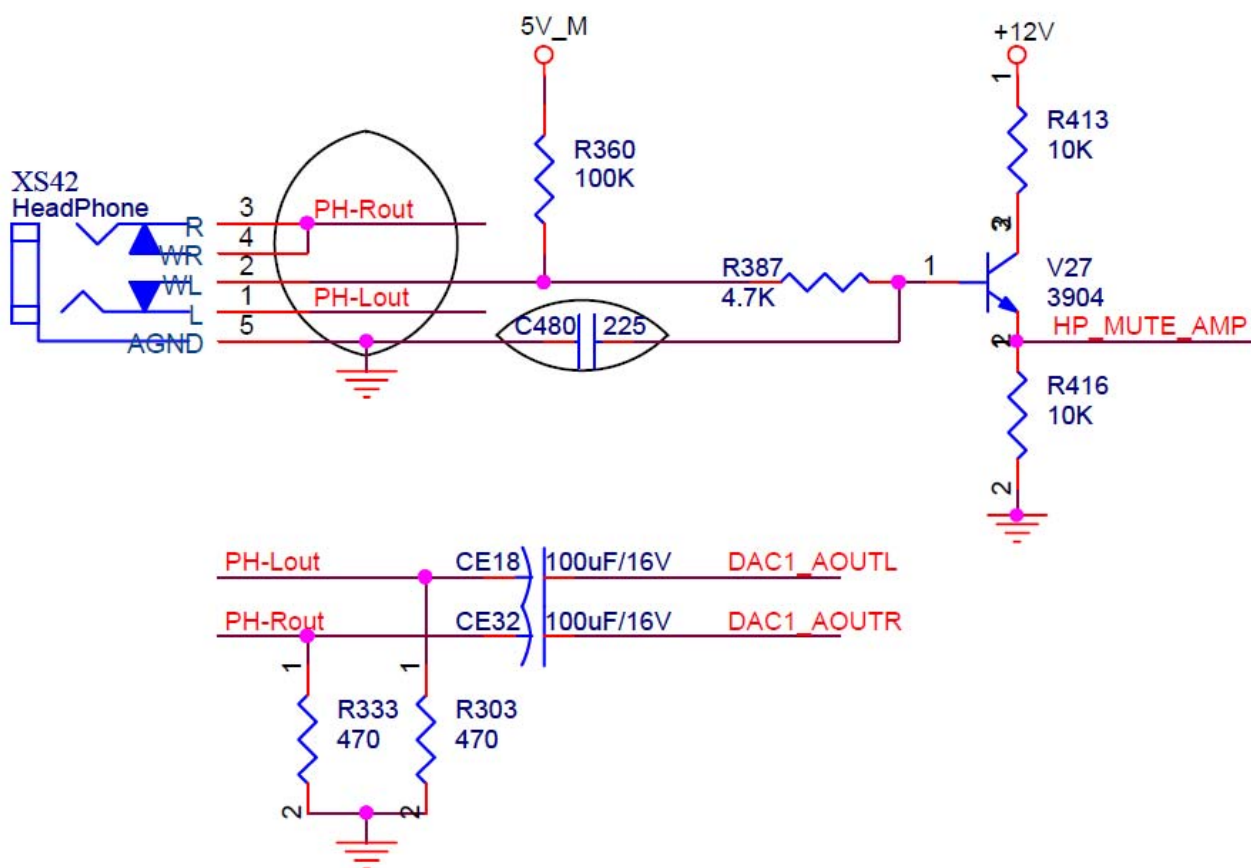 5V_M
+12V
1
R413
10K
R360
100K
XS42
HeadPhone
R
3
PH-Rout
WR
4
WL
2
R387
4.7K
1
V27
3904
L
1
PH-Lout
AGND
5
C480
225
HP_MUTE_AMP
R416
10K
2
PH-Lout
CE18
100uF/16V
DAC1_AOUTL
PH-Rout
CE32
100uF/16V
DAC1_AOUTR
1
1
R333
470
R303
470
2
2